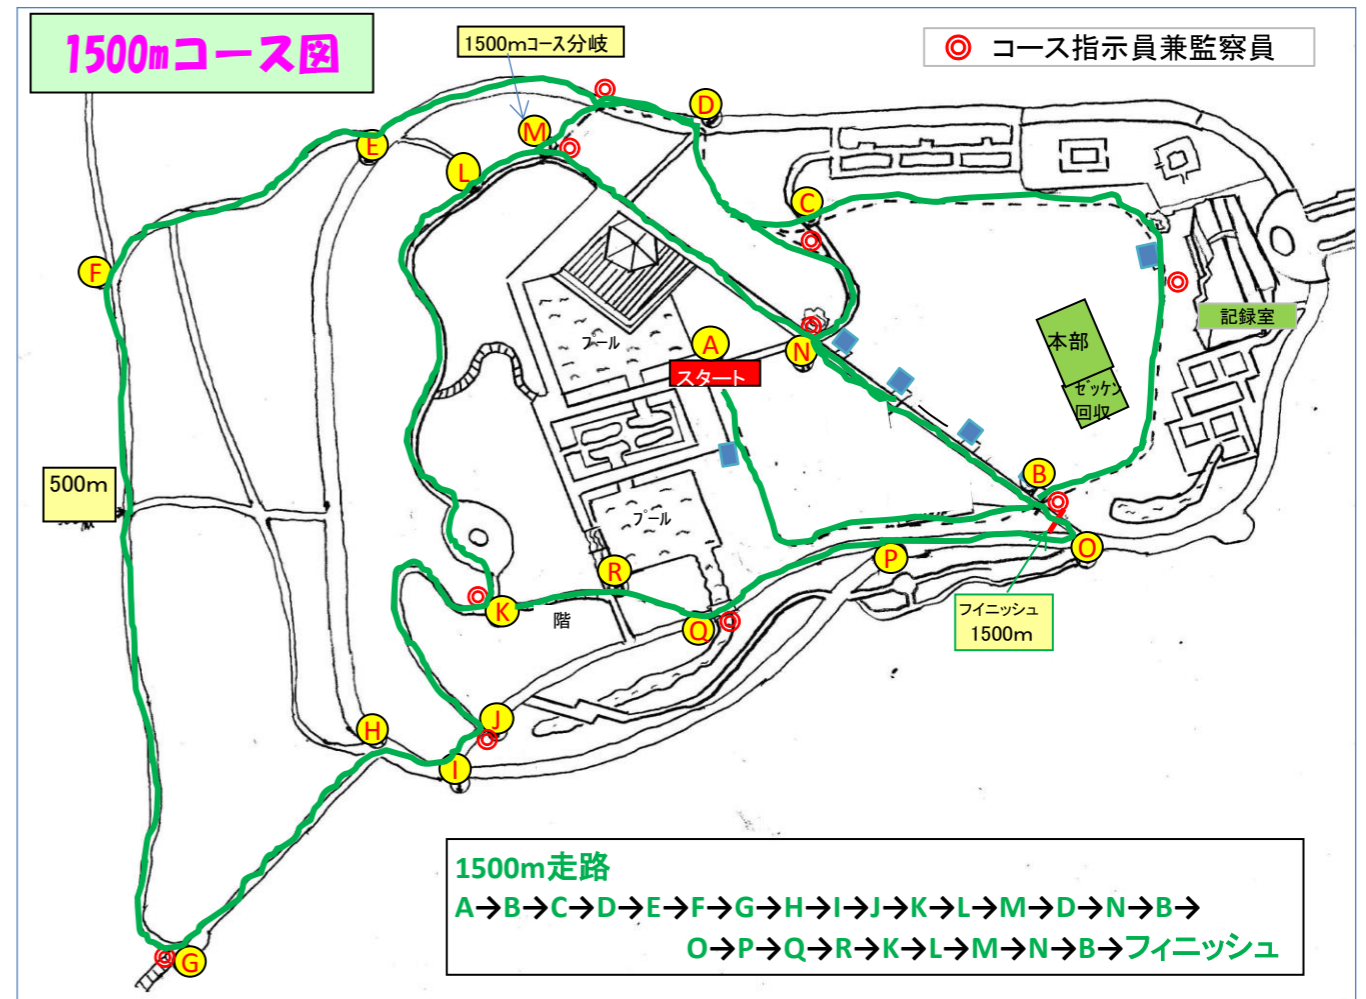 1500mコース図
1500mコース分岐
コース指示員兼監察員
D
M
E
L
C
F
プール
A
スタート
N
本部
記録室
ゼッケン
回収
B
500m
プール
O
P
R
K
階
フイニッシュ
1500m
Q
J
H
I
G
1500m走路
A→B→C→D→E→F→G→H→I→J→K→L→M→D→N→B→
O→P→Q→R→K→L→M→N→B→フイニッシュ